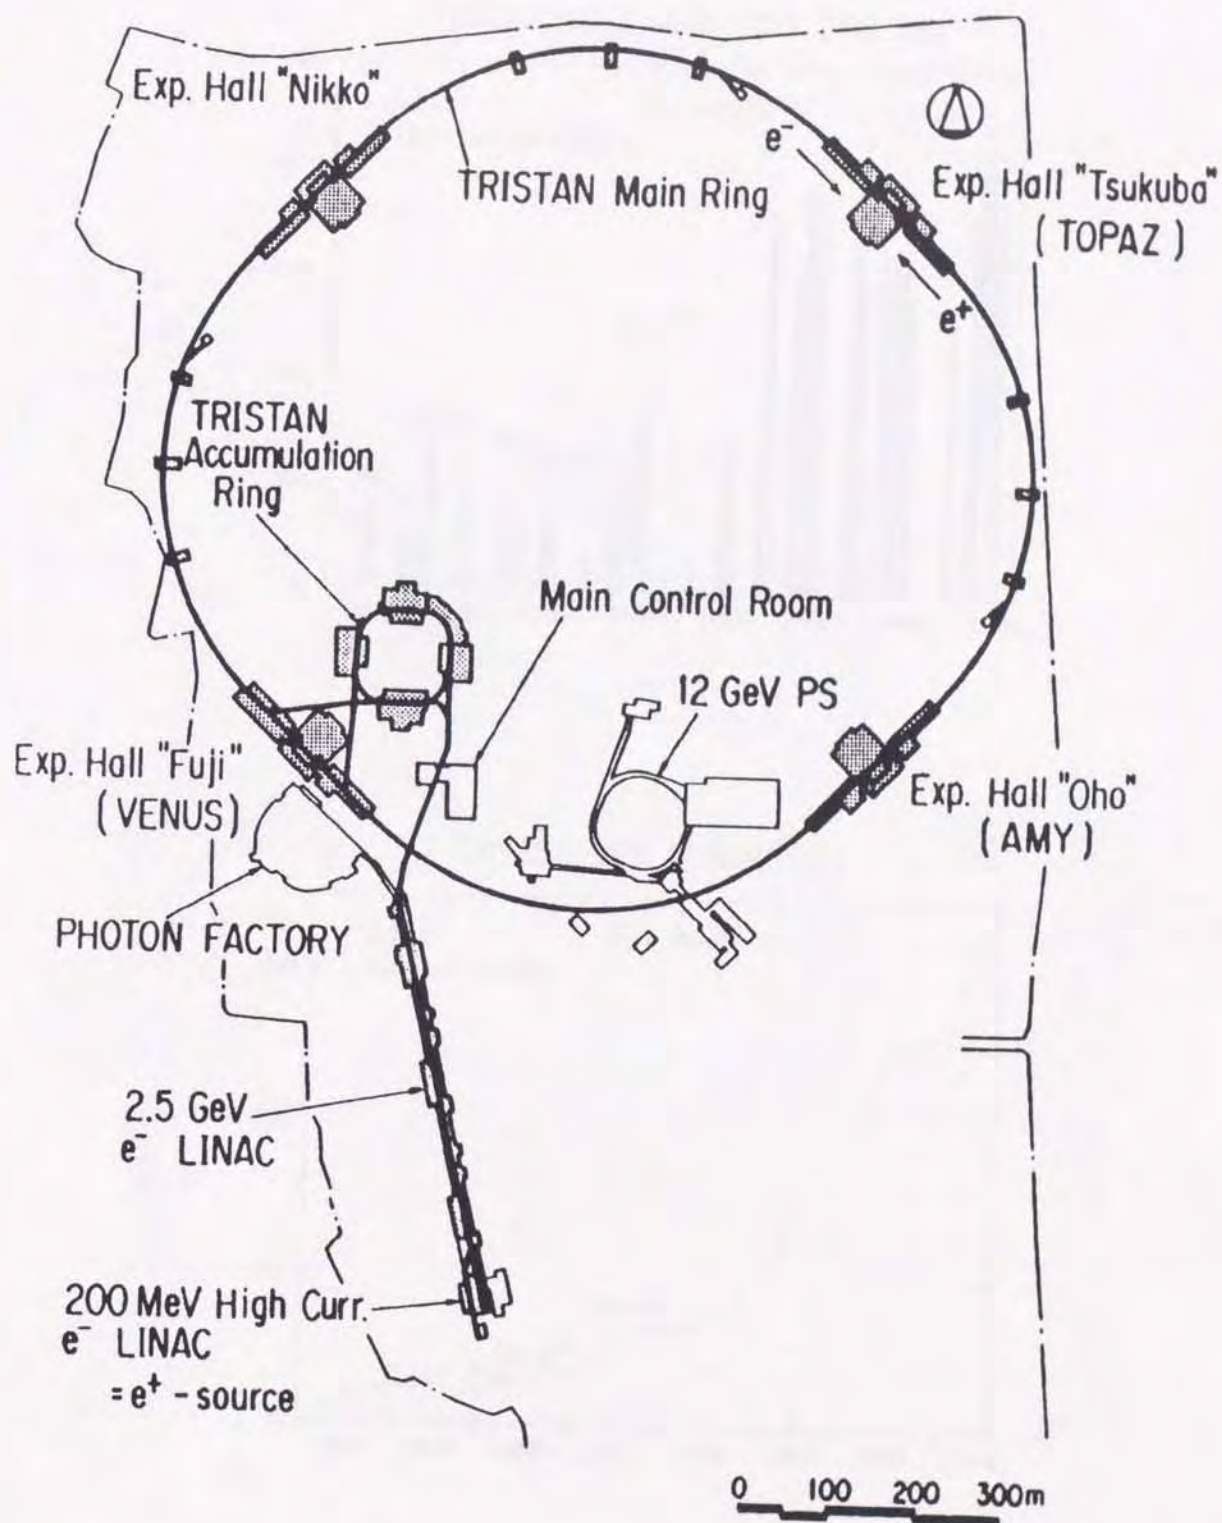 Exp. Hall "Nikko"
e⁻
TRISTAN Main Ring
Exp. Hall "Tsukuba"
( TOPAZ )
e⁺
TRISTAN
Accumulation
Ring
Main Control Room
12 GeV PS
Exp. Hall "Fuji"
(VENUS)
Exp. Hall "Oho"
(AMY)
PHOTON FACTORY
2.5 GeV
e⁻ LINAC
200 MeV High Curr.
e⁻ LINAC
= e⁺ - source
0 100 200 300m